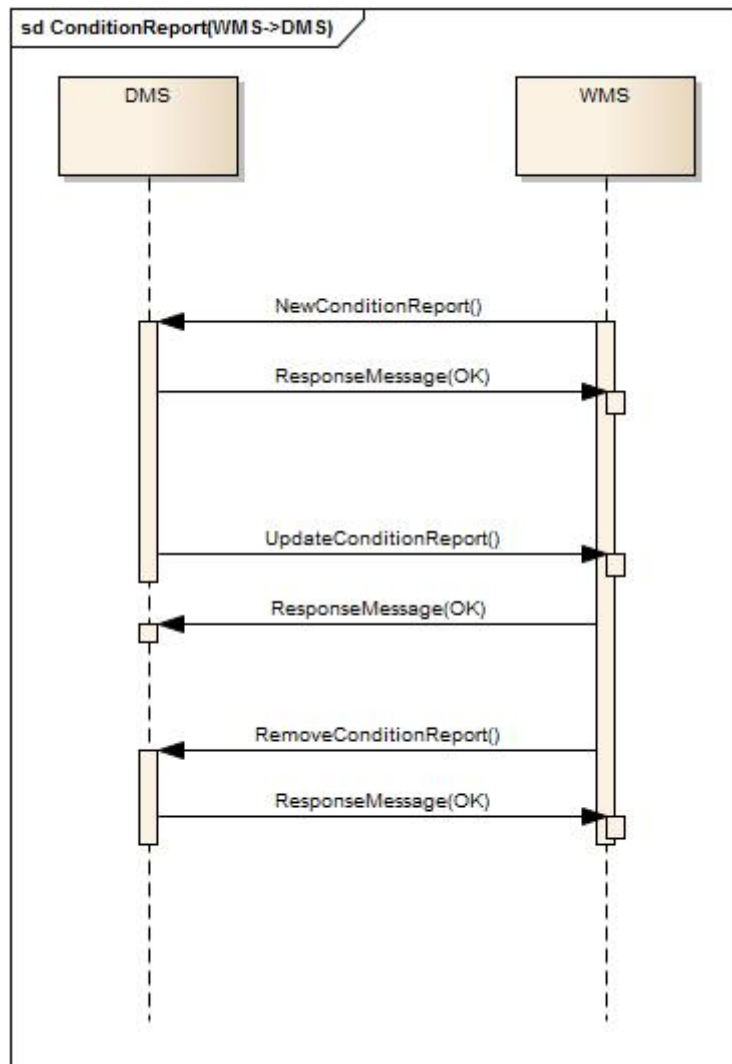 sd ConditionReport(WMS->DMS)
DMS
WMS
NewConditionReport()
ResponseMessage(OK)
UpdateConditionReport()
ResponseMessage(OK)
RemoveConditionReport()
ResponseMessage(OK)